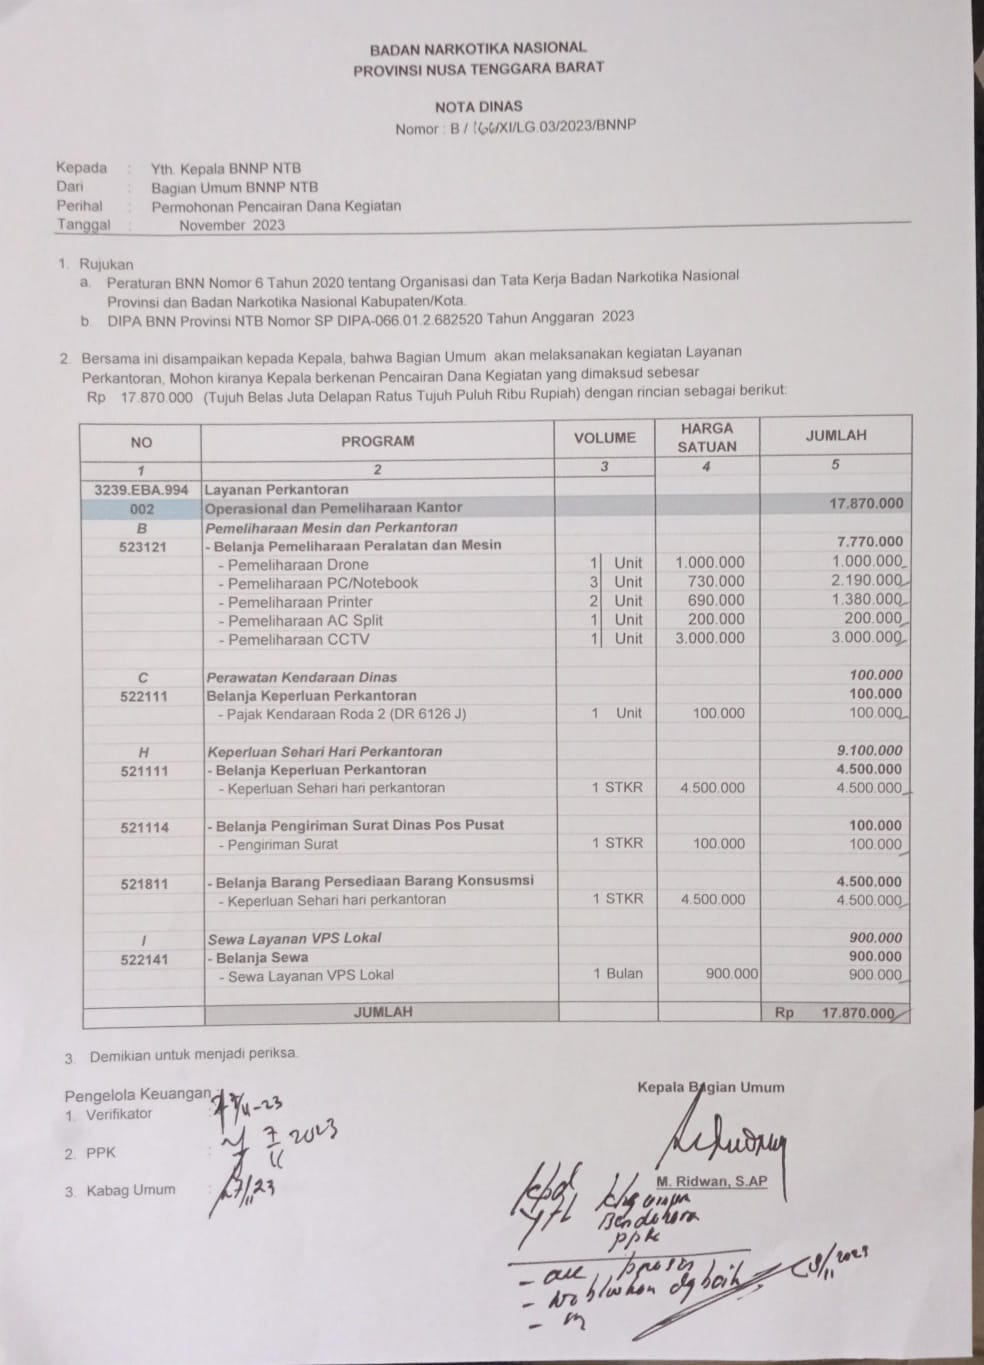 BADAN NARKOTIKA NASIONAL
PROVINSI NUSA TENGGARA BARAT
NOTA DINAS
Nomor : B / 166/XI/LG.03/2023/BNNP
Kepada : Yth. Kepala BNNP NTB
Dari : Bagian Umum BNNP NTB
Perihal : Permohonan Pencairan Dana Kegiatan
Tanggal : November 2023
1. Rujukan
a. Peraturan BNN Nomor 6 Tahun 2020 tentang Organisasi dan Tata Kerja Badan Narkotika Nasional
Provinsi dan Badan Narkotika Nasional Kabupaten/Kota.
b. DIPA BNN Provinsi NTB Nomor SP DIPA-066.01.2.682520 Tahun Anggaran 2023
2. Bersama ini disampaikan kepada Kepala, bahwa Bagian Umum akan melaksanakan kegiatan Layanan
Perkantoran, Mohon kiranya Kepala berkenan Pencairan Dana Kegiatan yang dimaksud sebesar
Rp 17.870.000 (Tujuh Belas Juta Delapan Ratus Tujuh Puluh Ribu Rupiah) dengan rincian sebagai berikut:
NO PROGRAM VOLUME HARGA SATUAN JUMLAH
1 2 3 4 5
3239.EBA.994 Layanan Perkantoran
002 Operasional dan Pemeliharaan Kantor 17.870.000
B Pemeliharaan Mesin dan Perkantoran
523121 - Belanja Pemeliharaan Peralatan dan Mesin 7.770.000
- Pemeliharaan Drone 1 Unit 1.000.000 1.000.000
- Pemeliharaan PC/Notebook 3 Unit 730.000 2.190.000
- Pemeliharaan Printer 2 Unit 690.000 1.380.000
- Pemeliharaan AC Split 1 Unit 200.000 200.000
- Pemeliharaan CCTV 1 Unit 3.000.000 3.000.000
C Perawatan Kendaraan Dinas 100.000
522111 Belanja Keperluan Perkantoran 100.000
- Pajak Kendaraan Roda 2 (DR 6126 J) 1 Unit 100.000 100.000
H Keperluan Sehari Hari Perkantoran 9.100.000
521111 - Belanja Keperluan Perkantoran 4.500.000
- Keperluan Sehari hari perkantoran 1 STKR 4.500.000 4.500.000
521114 - Belanja Pengiriman Surat Dinas Pos Pusat 100.000
- Pengiriman Surat 1 STKR 100.000 100.000
521811 - Belanja Barang Persediaan Barang Konsusmsi 4.500.000
- Keperluan Sehari hari perkantoran 1 STKR 4.500.000 4.500.000
I Sewa Layanan VPS Lokal 900.000
522141 - Belanja Sewa 900.000
- Sewa Layanan VPS Lokal 1 Bulan 900.000 900.000
JUMLAH Rp 17.870.000
3. Demikian untuk menjadi periksa.
Pengelola Keuangan :
1. Verifikator : 7/11-23
2. PPK : 7/11 2023
3. Kabag Umum : 7/11 23
Kepala Bagian Umum
M. Ridwan, S.AP
Kpd
Yth Kbg umum
Bendahara
PPK
- acc